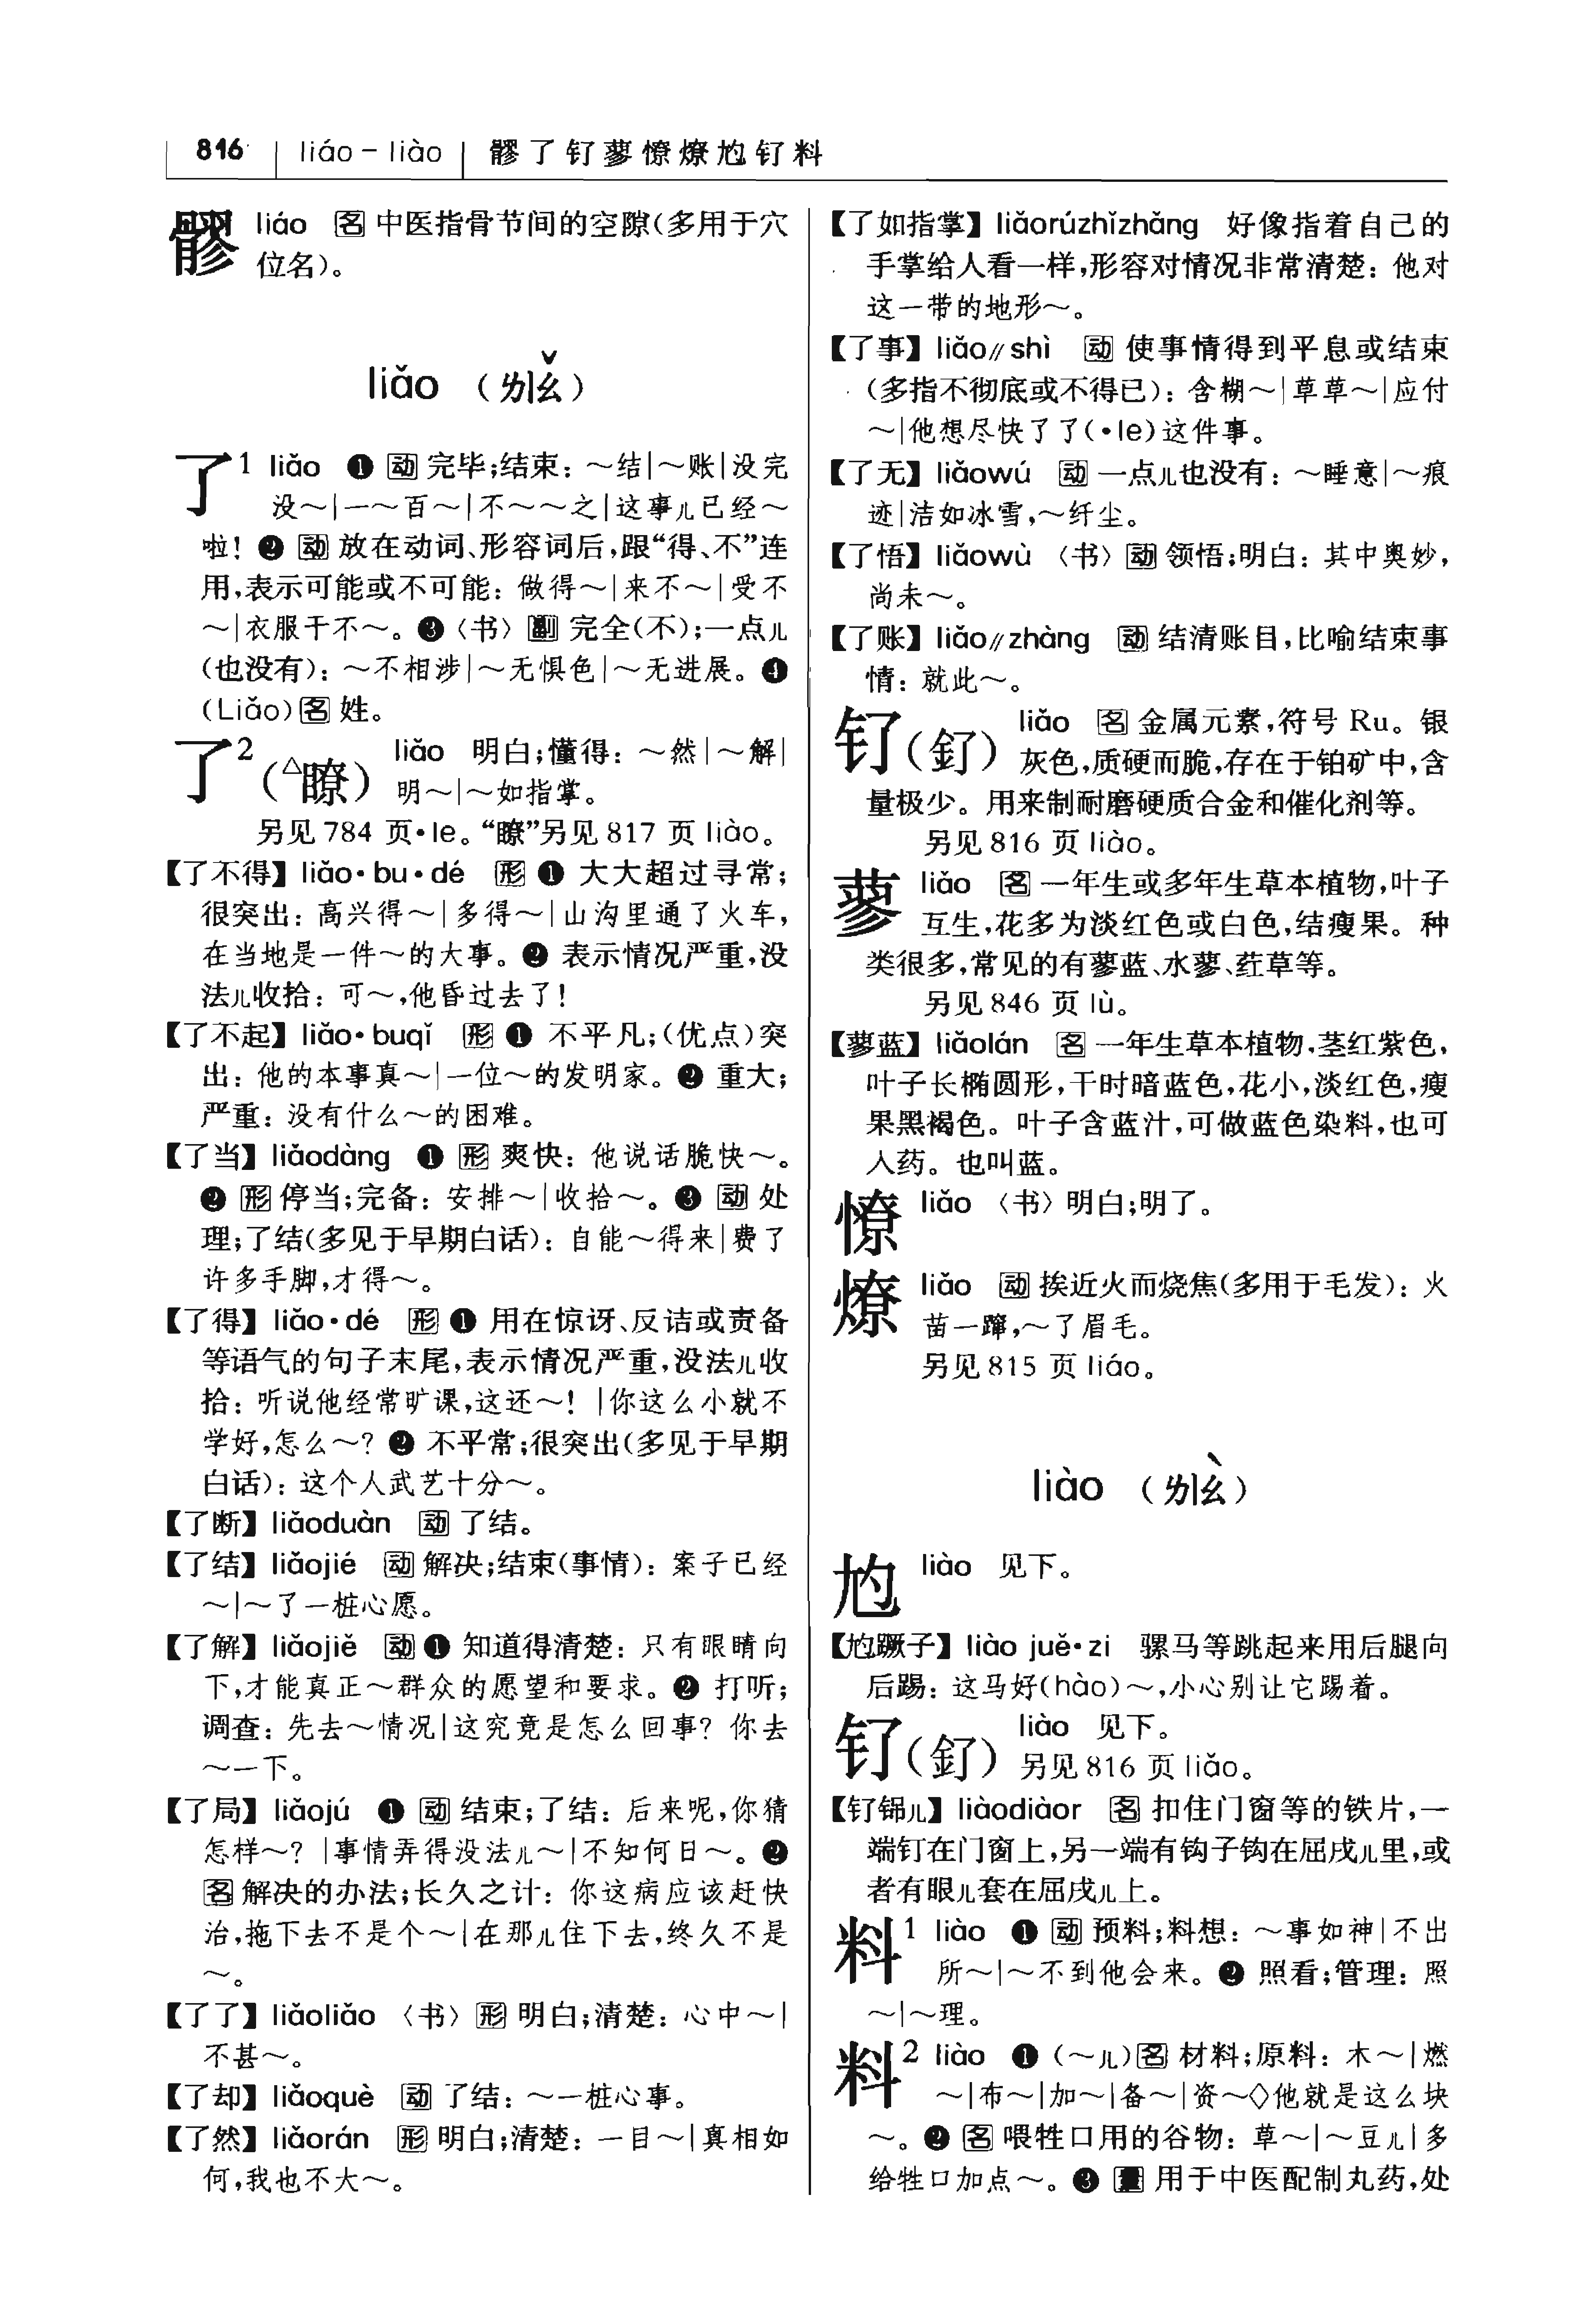 816 liáo－liào 髎了钌蓼憭燎尥钌料
髎 liáo 名 中医指骨节间的空隙(多用于穴
位名)。
liǎo （ㄌㄧㄠˇ）
了1 liǎo ❶ 动 完毕;结束：～结|～账|没完
没～|一～百～|不～～之|这事儿已经～
啦！❷ 动 放在动词、形容词后,跟“得、不”连
用,表示可能或不可能：做得～|来不～|受不
～|衣服干不～。❸〈书〉副 完全(不);一点儿
(也没有)：～不相涉|～无惧色|～无进展。❹
(Liǎo) 名 姓。
了2(△瞭) liǎo 明白;懂得：～然|～解|
明～|～如指掌。
另见784 页·le。“瞭”另见817 页 liào。
【了不得】liǎo·bu·dé 形 ❶ 大大超过寻常;
很突出：高兴得～|多得～|山沟里通了火车,
在当地是一件～的大事。❷ 表示情况严重,没
法儿收拾：可～,他昏过去了！
【了不起】liǎo·buqǐ 形 ❶ 不平凡;(优点)突
出：他的本事真～|一位～的发明家。❷ 重大;
严重：没有什么～的困难。
【了当】liǎodàng ❶ 形 爽快：他说话脆快～。
❷ 形 停当;完备：安排～|收拾～。❸ 动 处
理;了结(多见于早期白话)：自能～得来|费了
许多手脚,才得～。
【了得】liǎo·dé 形 ❶ 用在惊讶、反诘或责备
等语气的句子末尾,表示情况严重,没法儿收
拾：听说他经常旷课,这还～！|你这么小就不
学好,怎么～？❷ 不平常;很突出(多见于早期
白话)：这个人武艺十分～。
【了断】liǎoduàn 动 了结。
【了结】liǎojié 动 解决;结束(事情)：案子已经
～|～了一桩心愿。
【了解】liǎojiě 动 ❶ 知道得清楚：只有眼睛向
下,才能真正～群众的愿望和要求。❷ 打听;
调查：先去～情况|这究竟是怎么回事？你去
～一下。
【了局】liǎojú ❶ 动 结束;了结：后来呢,你猜
怎样～？|事情弄得没法儿～|不知何日～。❷
名 解决的办法;长久之计：你这病应该赶快
治,拖下去不是个～|在那儿住下去,终久不是
～。
【了了】liǎoliǎo〈书〉形 明白;清楚：心中～|
不甚～。
【了却】liǎoquè 动 了结：～一桩心事。
【了然】liǎorán 形 明白;清楚：一目～|真相如
何,我也不大～。
【了如指掌】liǎorúzhǐzhǎng 好像指着自己的
手掌给人看一样,形容对情况非常清楚：他对
这一带的地形～。
【了事】liǎo∥shì 动 使事情得到平息或结束
(多指不彻底或不得已)：含糊～|草草～|应付
～|他想尽快了了(·le)这件事。
【了无】liǎowú 动 一点儿也没有：～睡意|～痕
迹|洁如冰雪,～纤尘。
【了悟】liǎowù〈书〉动 领悟;明白：其中奥妙,
尚未～。
【了账】liǎo∥zhàng 动 结清账目,比喻结束事
情：就此～。
钌(釕) liǎo 名 金属元素,符号 Ru。银
灰色,质硬而脆,存在于铂矿中,含
量极少。用来制耐磨硬质合金和催化剂等。
另见816 页 liào。
蓼 liǎo 名 一年生或多年生草本植物,叶子
互生,花多为淡红色或白色,结瘦果。种
类很多,常见的有蓼蓝、水蓼、荭草等。
另见846 页 lù。
【蓼蓝】liǎolán 名 一年生草本植物,茎红紫色,
叶子长椭圆形,干时暗蓝色,花小,淡红色,瘦
果黑褐色。叶子含蓝汁,可做蓝色染料,也可
入药。也叫蓝。
憭 liǎo〈书〉明白;明了。
燎 liǎo 动 挨近火而烧焦(多用于毛发)：火
苗一蹿,～了眉毛。
另见815 页 liáo。
liào （ㄌㄧㄠˋ）
尥 liào 见下。
【尥蹶子】liào juě·zi 骡马等跳起来用后腿向
后踢：这马好(hào)～,小心别让它踢着。
钌(釕) liào 见下。
另见816 页 liǎo。
【钌铞儿】liàodiàor 名 扣住门窗等的铁片,一
端钉在门窗上,另一端有钩子钩在屈戌儿里,或
者有眼儿套在屈戌儿上。
料1 liào ❶ 动 预料;料想：～事如神|不出
所～|～不到他会来。❷ 照看;管理：照
～|～理。
料2 liào ❶ (～儿)名 材料;原料：木～|燃
～|布～|加～|备～|资～◇他就是这么块
～。❷ 名 喂牲口用的谷物：草～|～豆儿|多
给牲口加点～。❸ 量 用于中医配制丸药,处